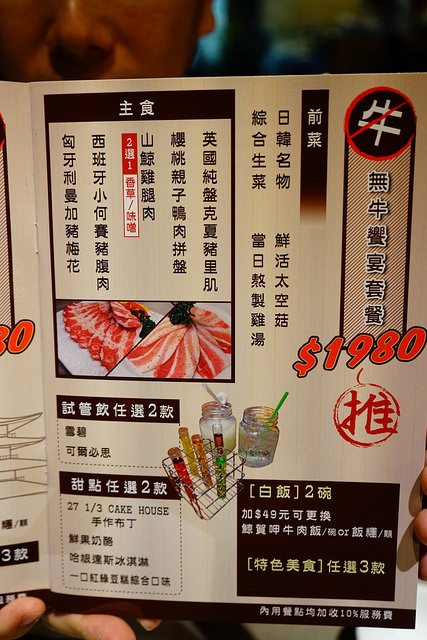 牛
無牛饗宴套餐
$1980
推
前菜
日韓名物
綜合生菜
鮮活太空菇
當日熬製雞湯
主食
英國純盤克夏豬里肌
櫻桃親子鴨肉拼盤
山鯨雞腿肉
2選1 香草/味噌
西班牙小何賽豬腹肉
匈牙利曼加豬梅花
試管飲任選2款
雪碧
可爾必思
甜點任選2款
27 1/3 CAKE HOUSE
手作布丁
鮮果奶酪
哈根達斯冰淇淋
一口紅綠豆糕綜合口味
[白飯]2碗
加$49元可更換
鯨賀呷牛肉飯/碗or飯糰/顆
[特色美食]任選3款
內用餐點均加收10%服務費
80
糰/顆
3款